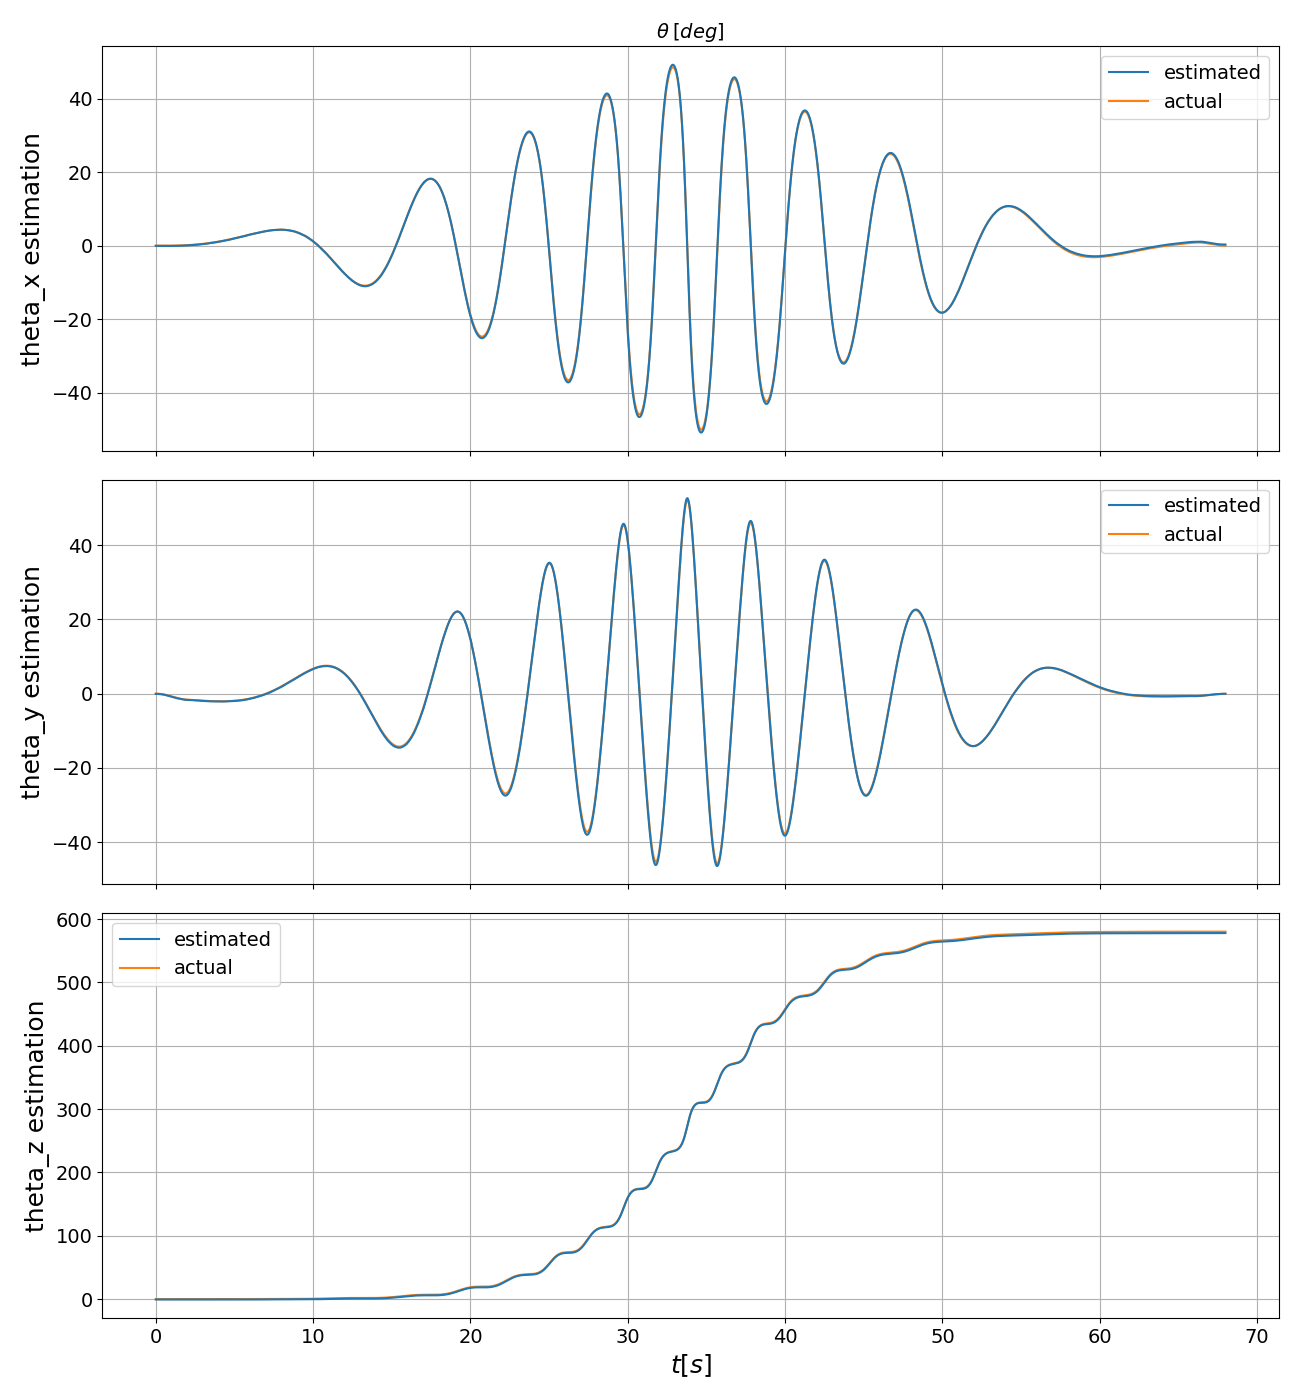 θ [deg]
theta_x estimation
40
20
0
−20
−40
estimated
actual
theta_y estimation
40
20
0
−20
−40
estimated
actual
theta_z estimation
600
500
400
300
200
100
0
estimated
actual
0 10 20 30 40 50 60 70
t[s]